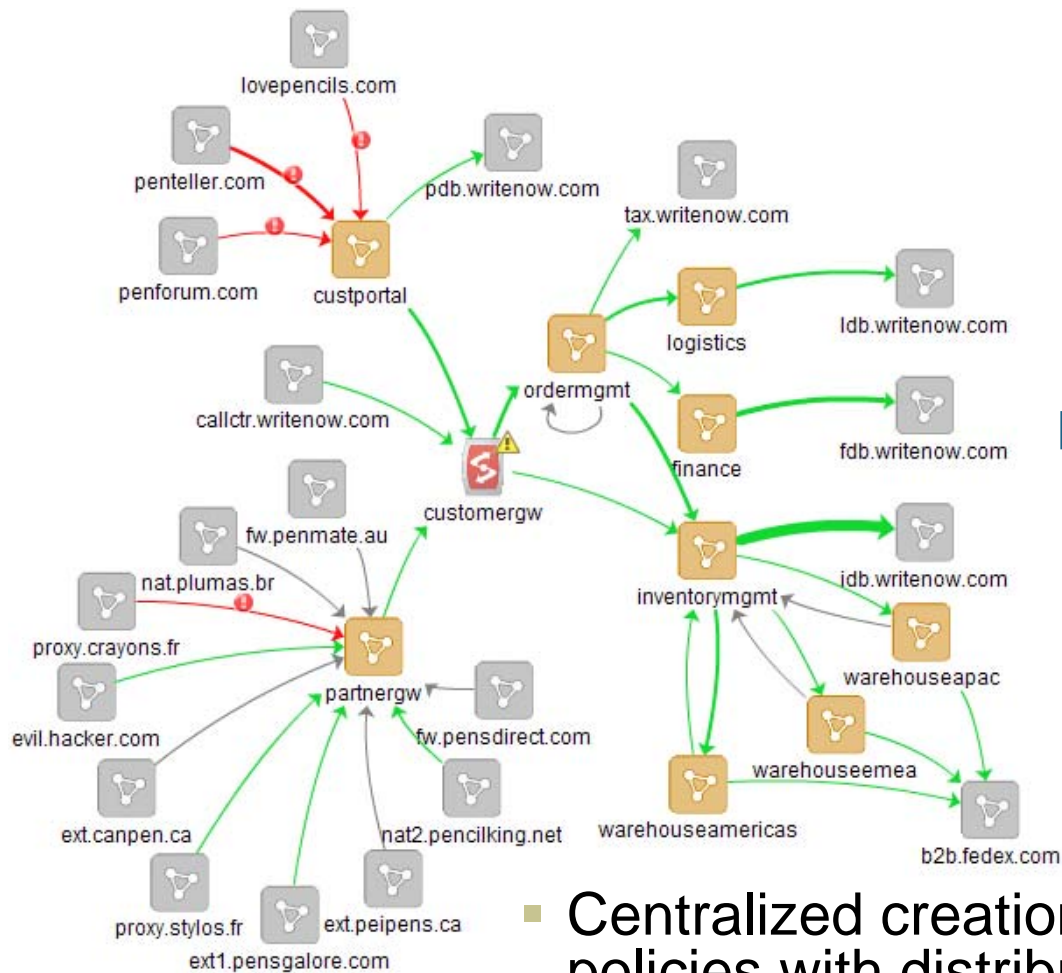 lovepencils.com
penteller.com
pdb.writenow.com
tax.writenow.com
penforum.com
custportal
ldb.writenow.com
logistics
ordermgmt
callctr.writenow.com
fdb.writenow.com
finance
customergw
fw.penmate.au
nat.plumas.br
idb.writenow.com
inventorymgmt
proxy.crayons.fr
warehouseapac
partnergw
evil.hacker.com
fw.pensdirect.com
warehouseemea
ext.canpen.ca
nat2.pencilking.net
warehouseamericas
b2b.fedex.com
proxy.stylos.fr
ext.peipens.ca
ext1.pensgalore.com
Centralized creation
policies with distrib